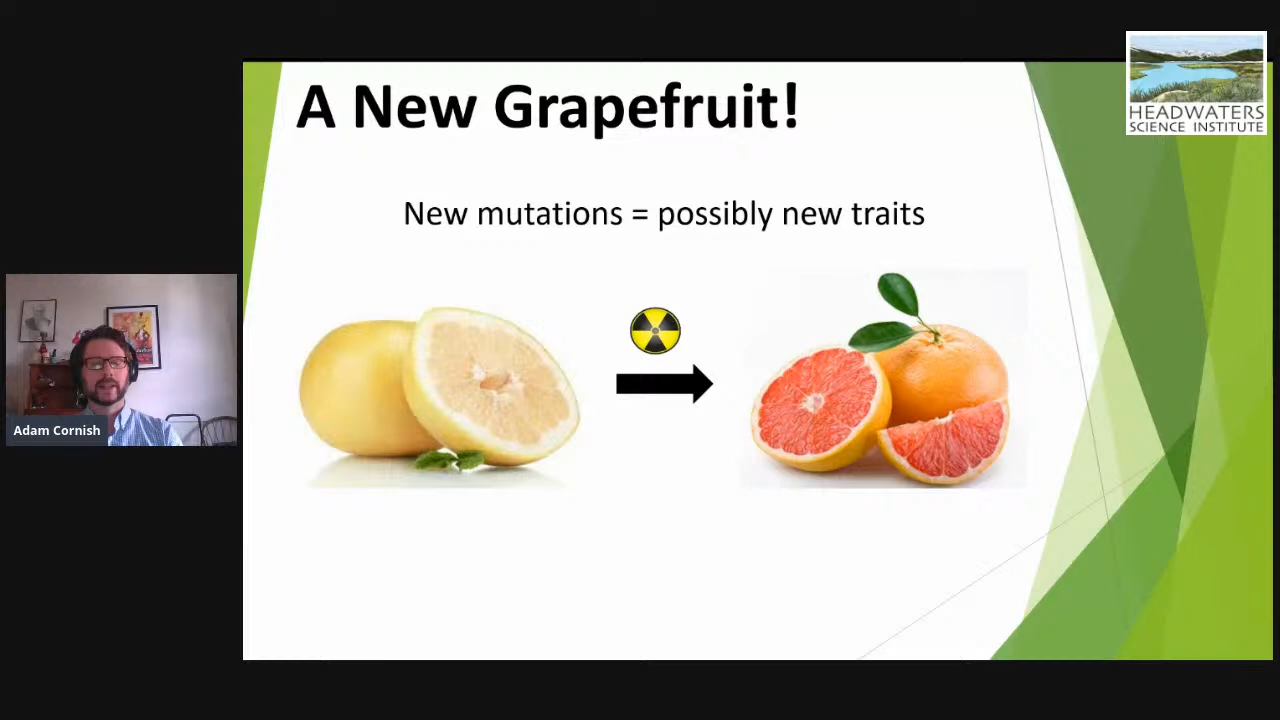 A New Grapefruit!
New mutations = possibly new traits
HEADWATERS
SCIENCE INSTITUTE
Adam Cornish